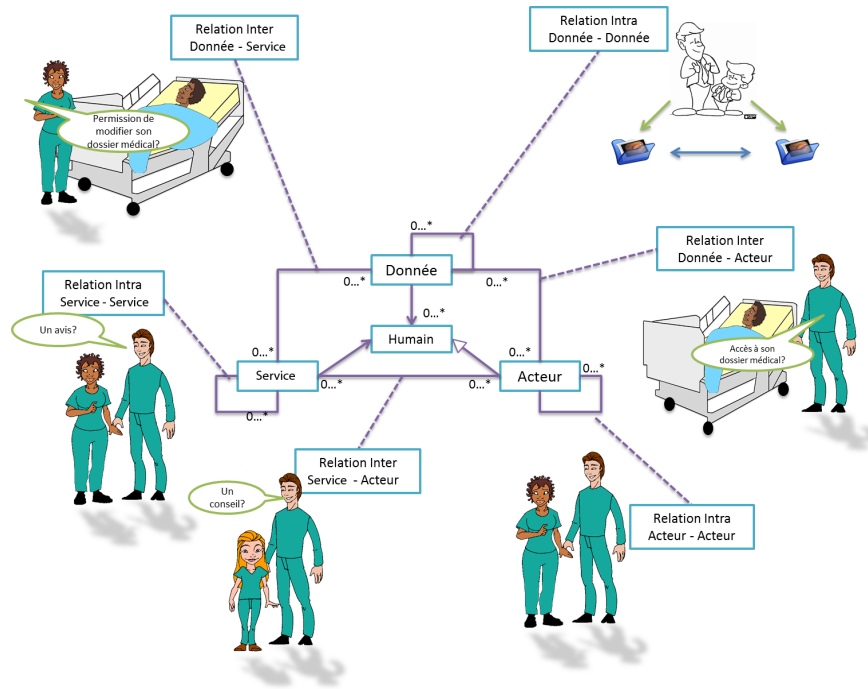 Relation Inter
Donnée - Service
Relation Intra
Donnée - Donnée
Permission de
modifier son
dossier médical?
0...*
Relation Inter
Donnée - Acteur
Donnée
0...*
0...*
Relation Intra
Service - Service
0...*
Un avis?
Humain
0...*
0...*
Accès à son
dossier médical?
Service
0...*
0...*
Acteur
0...*
0...*
0...*
Relation Inter
Service - Acteur
Un
conseil?
Relation Intra
Acteur - Acteur